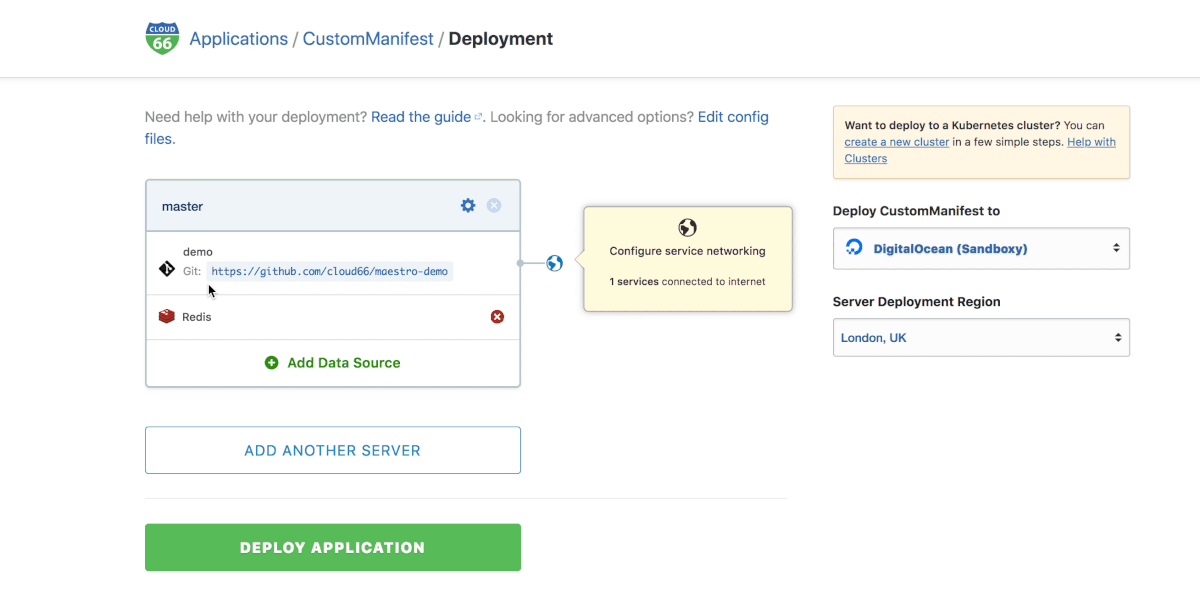 CLOUD
66
Applications / CustomManifest / Deployment
Need help with your deployment? Read the guide. Looking for advanced options? Edit config
files.
master
demo
Git: https://github.com/cloud66/maestro-demo
Redis
Add Data Source
ADD ANOTHER SERVER
DEPLOY APPLICATION
Configure service networking
1 services connected to internet
Want to deploy to a Kubernetes cluster? You can
create a new cluster in a few simple steps. Help with
Clusters
Deploy CustomManifest to
DigitalOcean (Sandboxy)
Server Deployment Region
London, UK